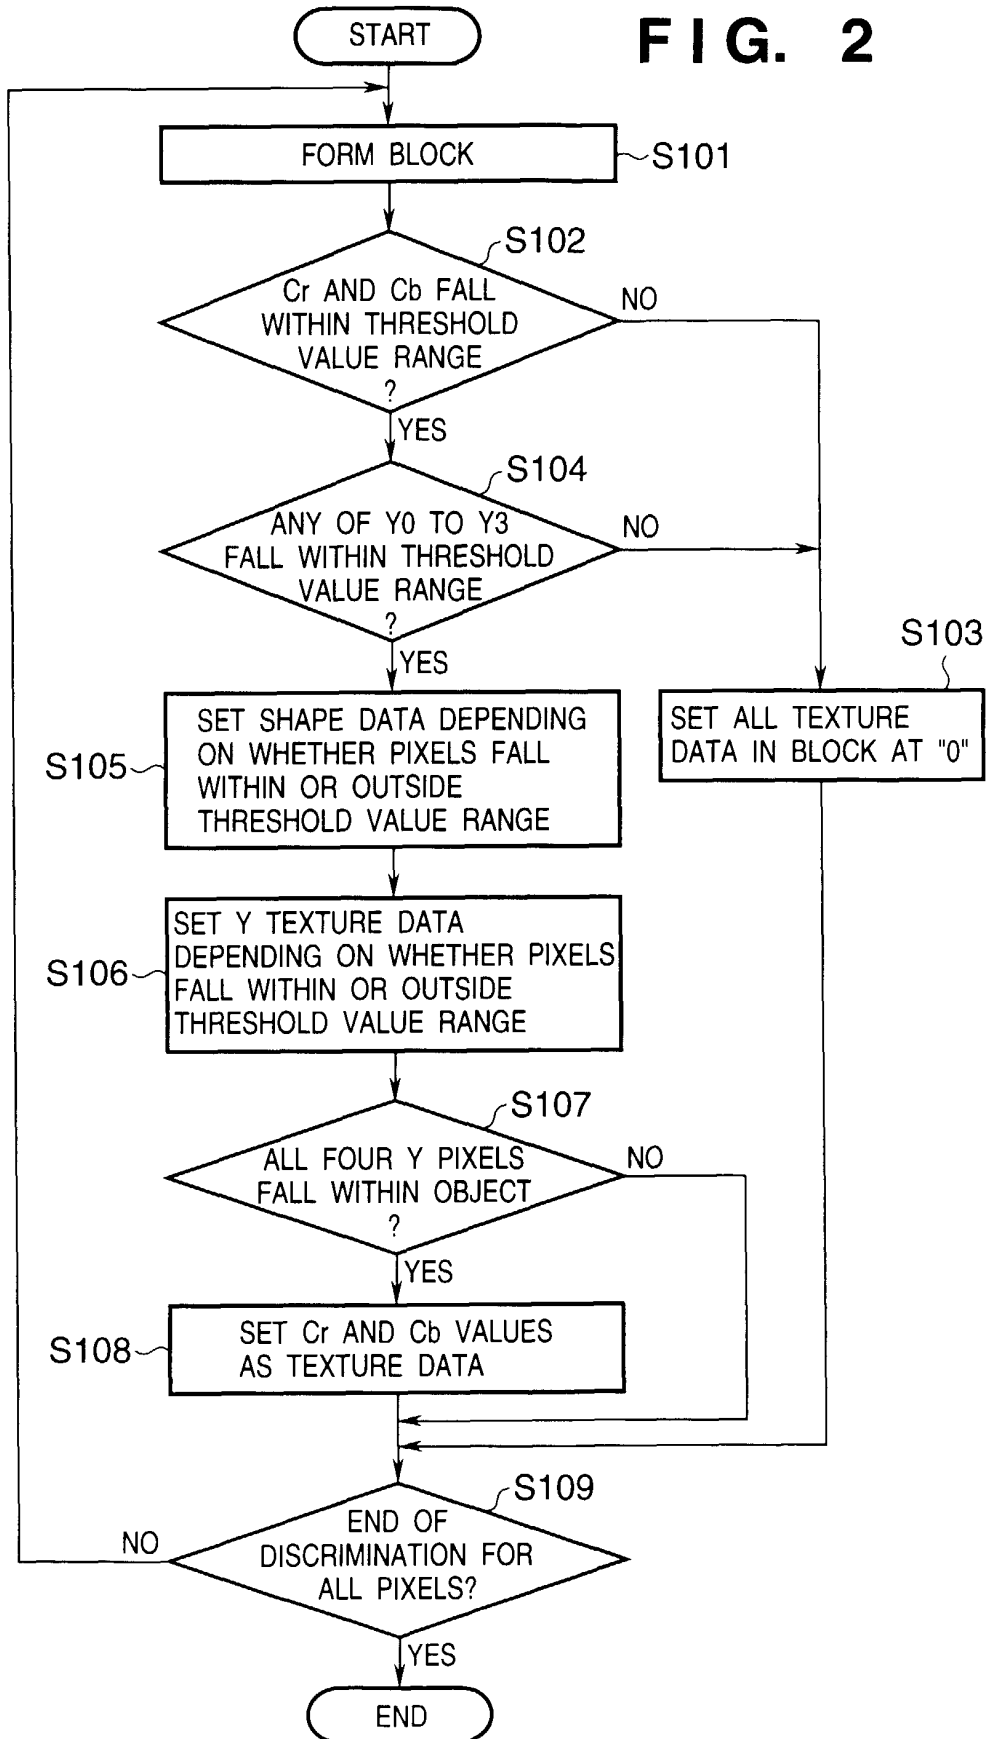 FIG. 2
START
FORM BLOCK
S101
S102
Cr AND Cb FALL
WITHIN THRESHOLD
VALUE RANGE
?
NO
YES
S104
ANY OF Y0 TO Y3
FALL WITHIN THRESHOLD
VALUE RANGE
?
NO
YES
S103
SET ALL TEXTURE
DATA IN BLOCK AT "0"
S105
SET SHAPE DATA DEPENDING
ON WHETHER PIXELS FALL
WITHIN OR OUTSIDE
THRESHOLD VALUE RANGE
S106
SET Y TEXTURE DATA
DEPENDING ON WHETHER PIXELS
FALL WITHIN OR OUTSIDE
THRESHOLD VALUE RANGE
S107
ALL FOUR Y PIXELS
FALL WITHIN OBJECT
?
NO
YES
S108
SET Cr AND Cb VALUES
AS TEXTURE DATA
S109
END OF
DISCRIMINATION FOR
ALL PIXELS?
NO
YES
END